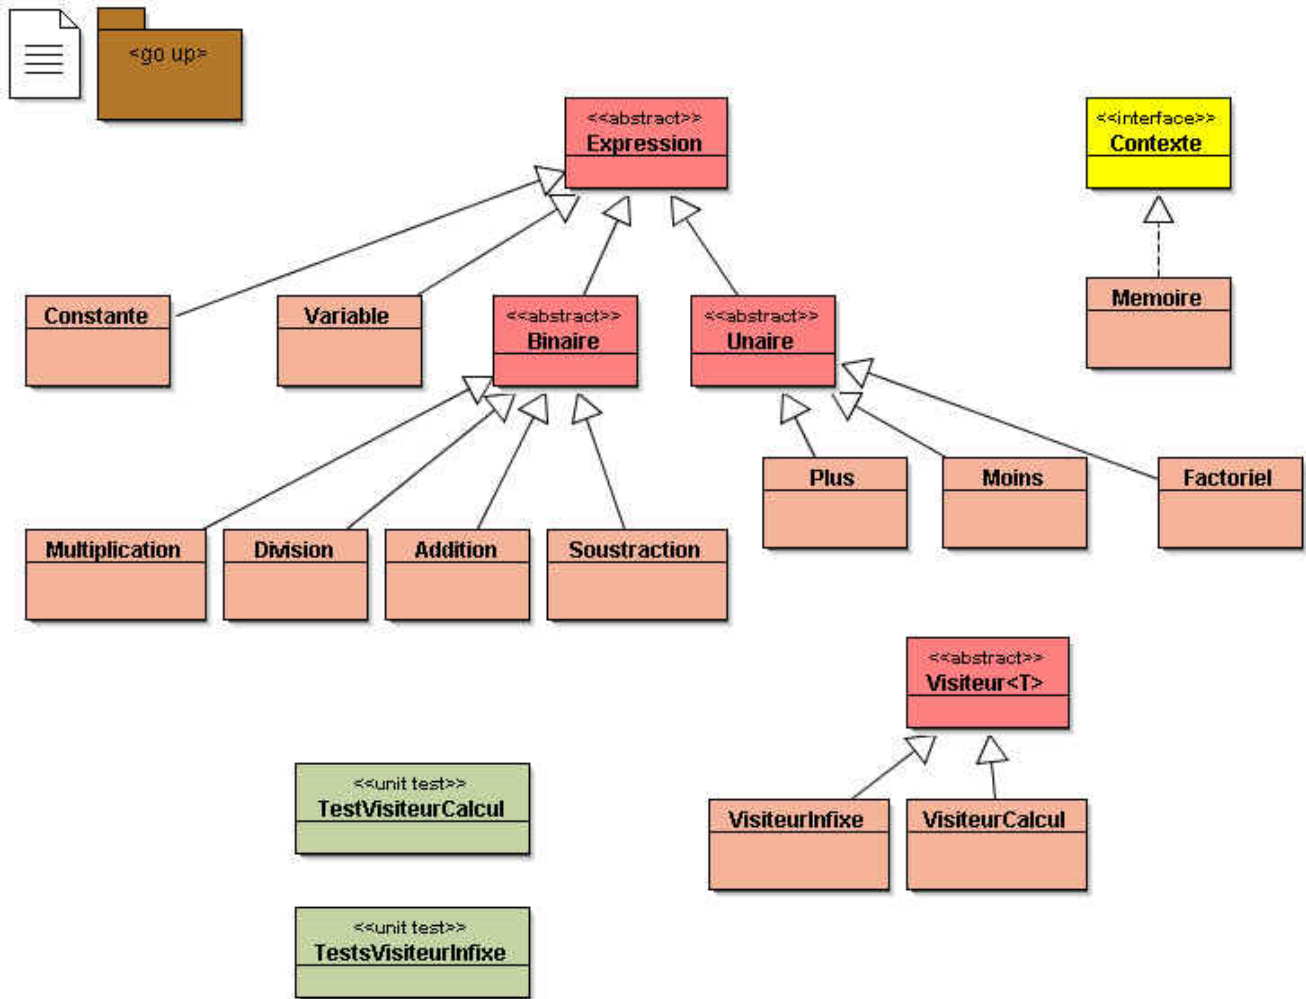 <go up>
<<abstract>>
Expression
<<interface>>
Contexte
Constante
Variable
<<abstract>>
Binaire
<<abstract>>
Unaire
Memoire
Plus
Moins
Factoriel
Multiplication
Division
Addition
Soustraction
<<abstract>>
Visiteur<T>
<<unit test>>
TestVisiteurCalcul
VisiteurInfixe
VisiteurCalcul
<<unit test>>
TestsVisiteurInfixe